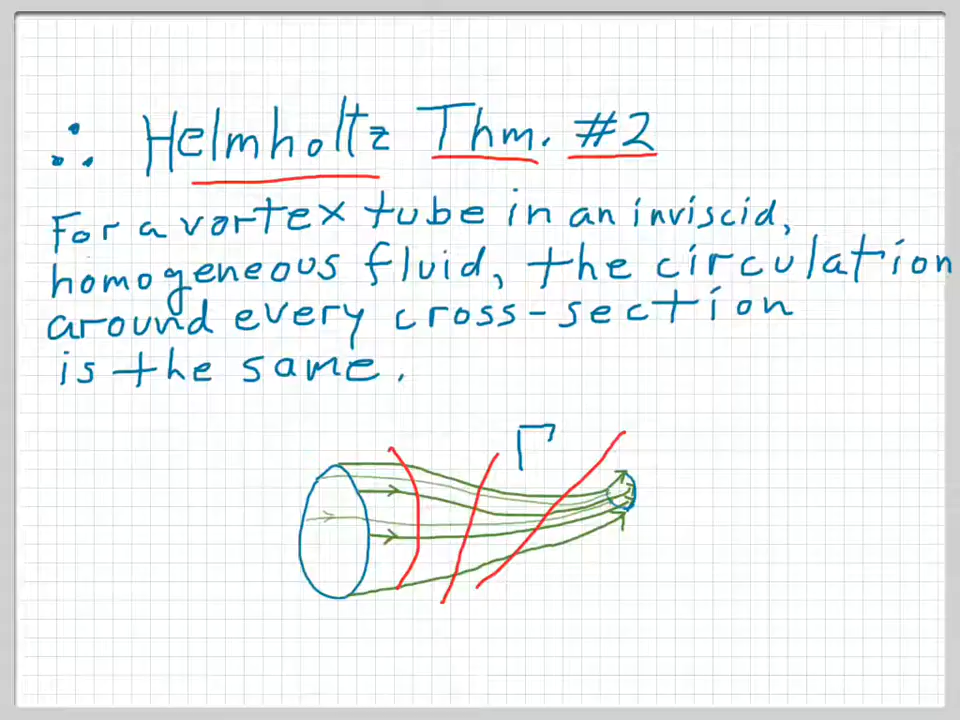 ∴ Helmholtz Thm. #2
For a vortex tube in an inviscid,
homogeneous fluid, the circulation
around every cross-section
is the same.
Γ